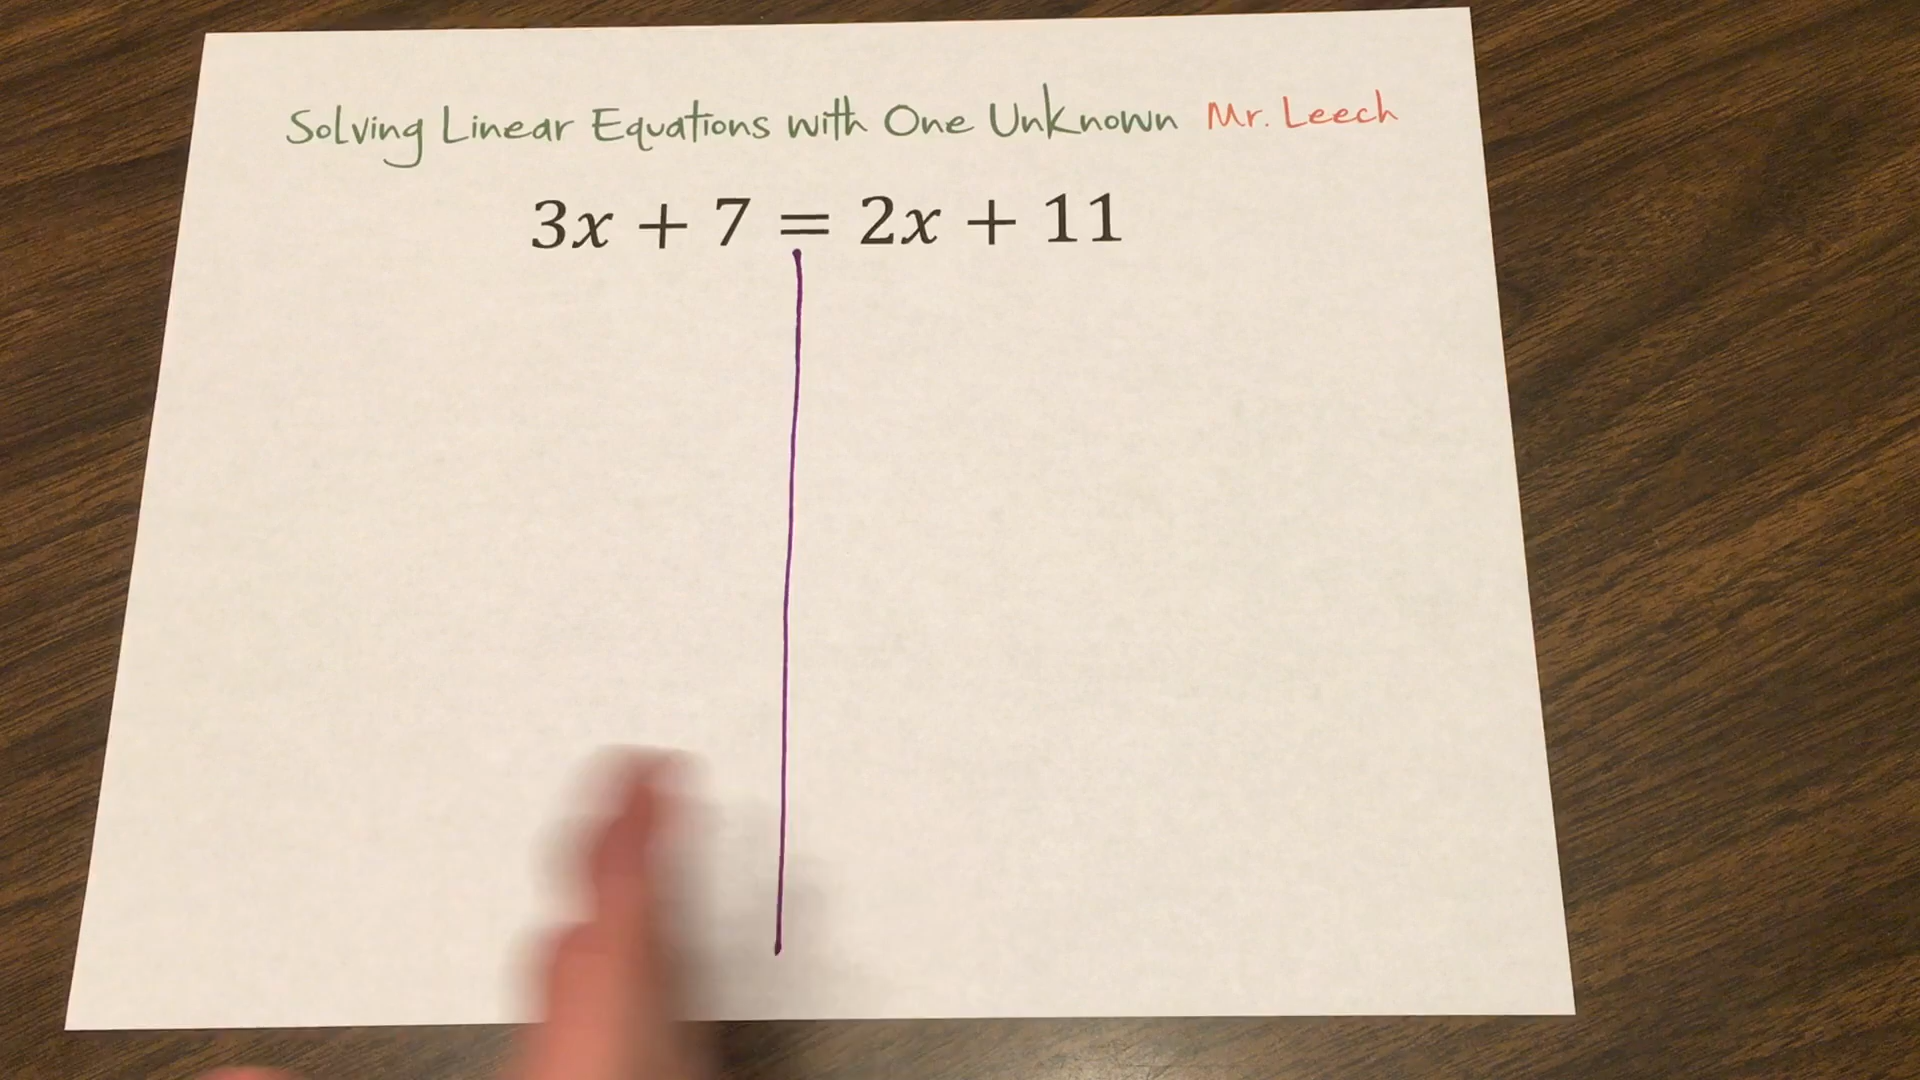 Solving Linear Equations with One Unknown Mr. Leech
3x + 7 = 2x + 11